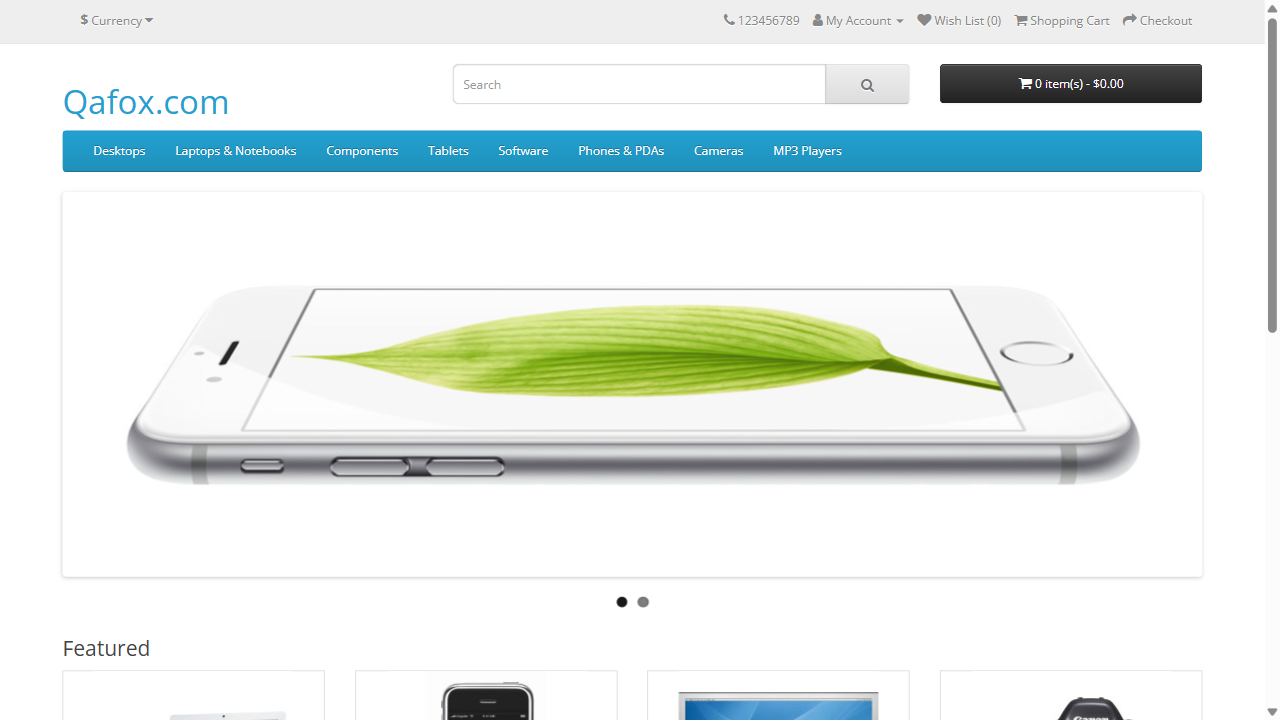 $ Currency
123456789 My Account Wish List (0) Shopping Cart Checkout
Qafox.com
Search
0 item(s) - $0.00
Desktops Laptops & Notebooks Components Tablets Software Phones & PDAs Cameras MP3 Players
Featured
Canon